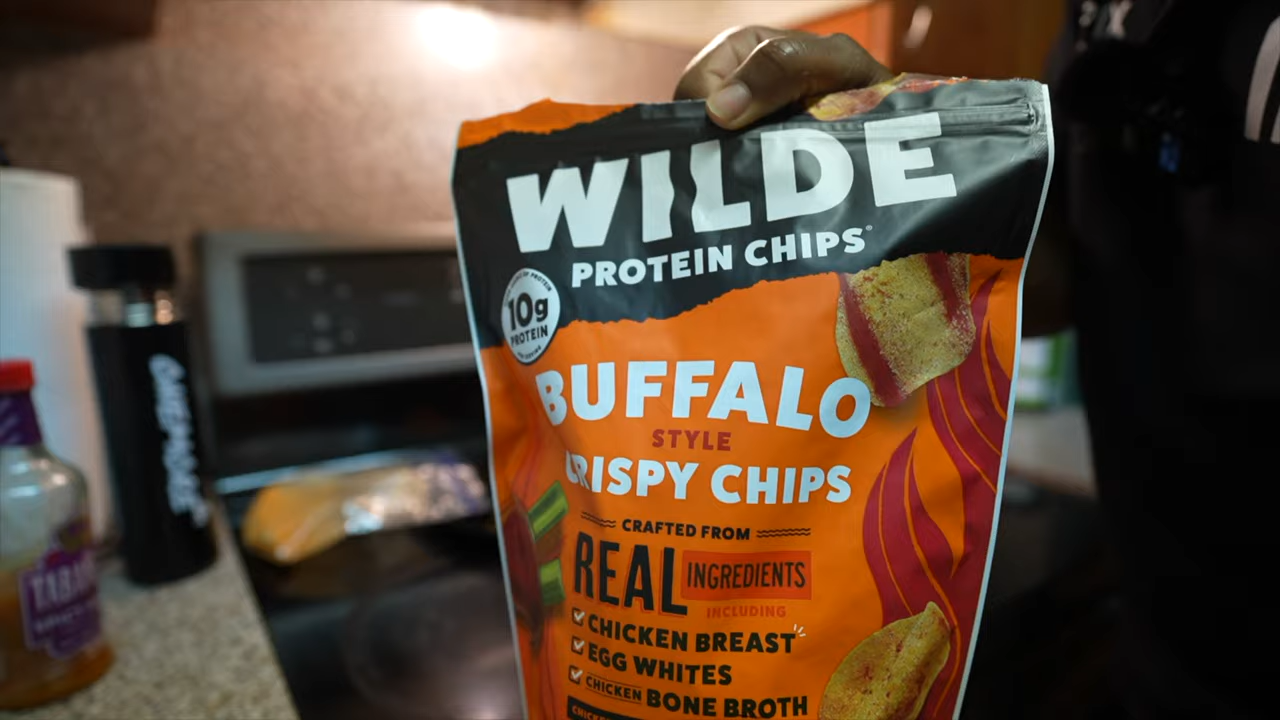 WILDE
PROTEIN CHIPS®
10g
PROTEIN
BUFFALO
STYLE
CRISPY CHIPS
CRAFTED FROM
REAL INGREDIENTS
INCLUDING
CHICKEN BREAST
EGG WHITES
CHICKEN BONE BROTH